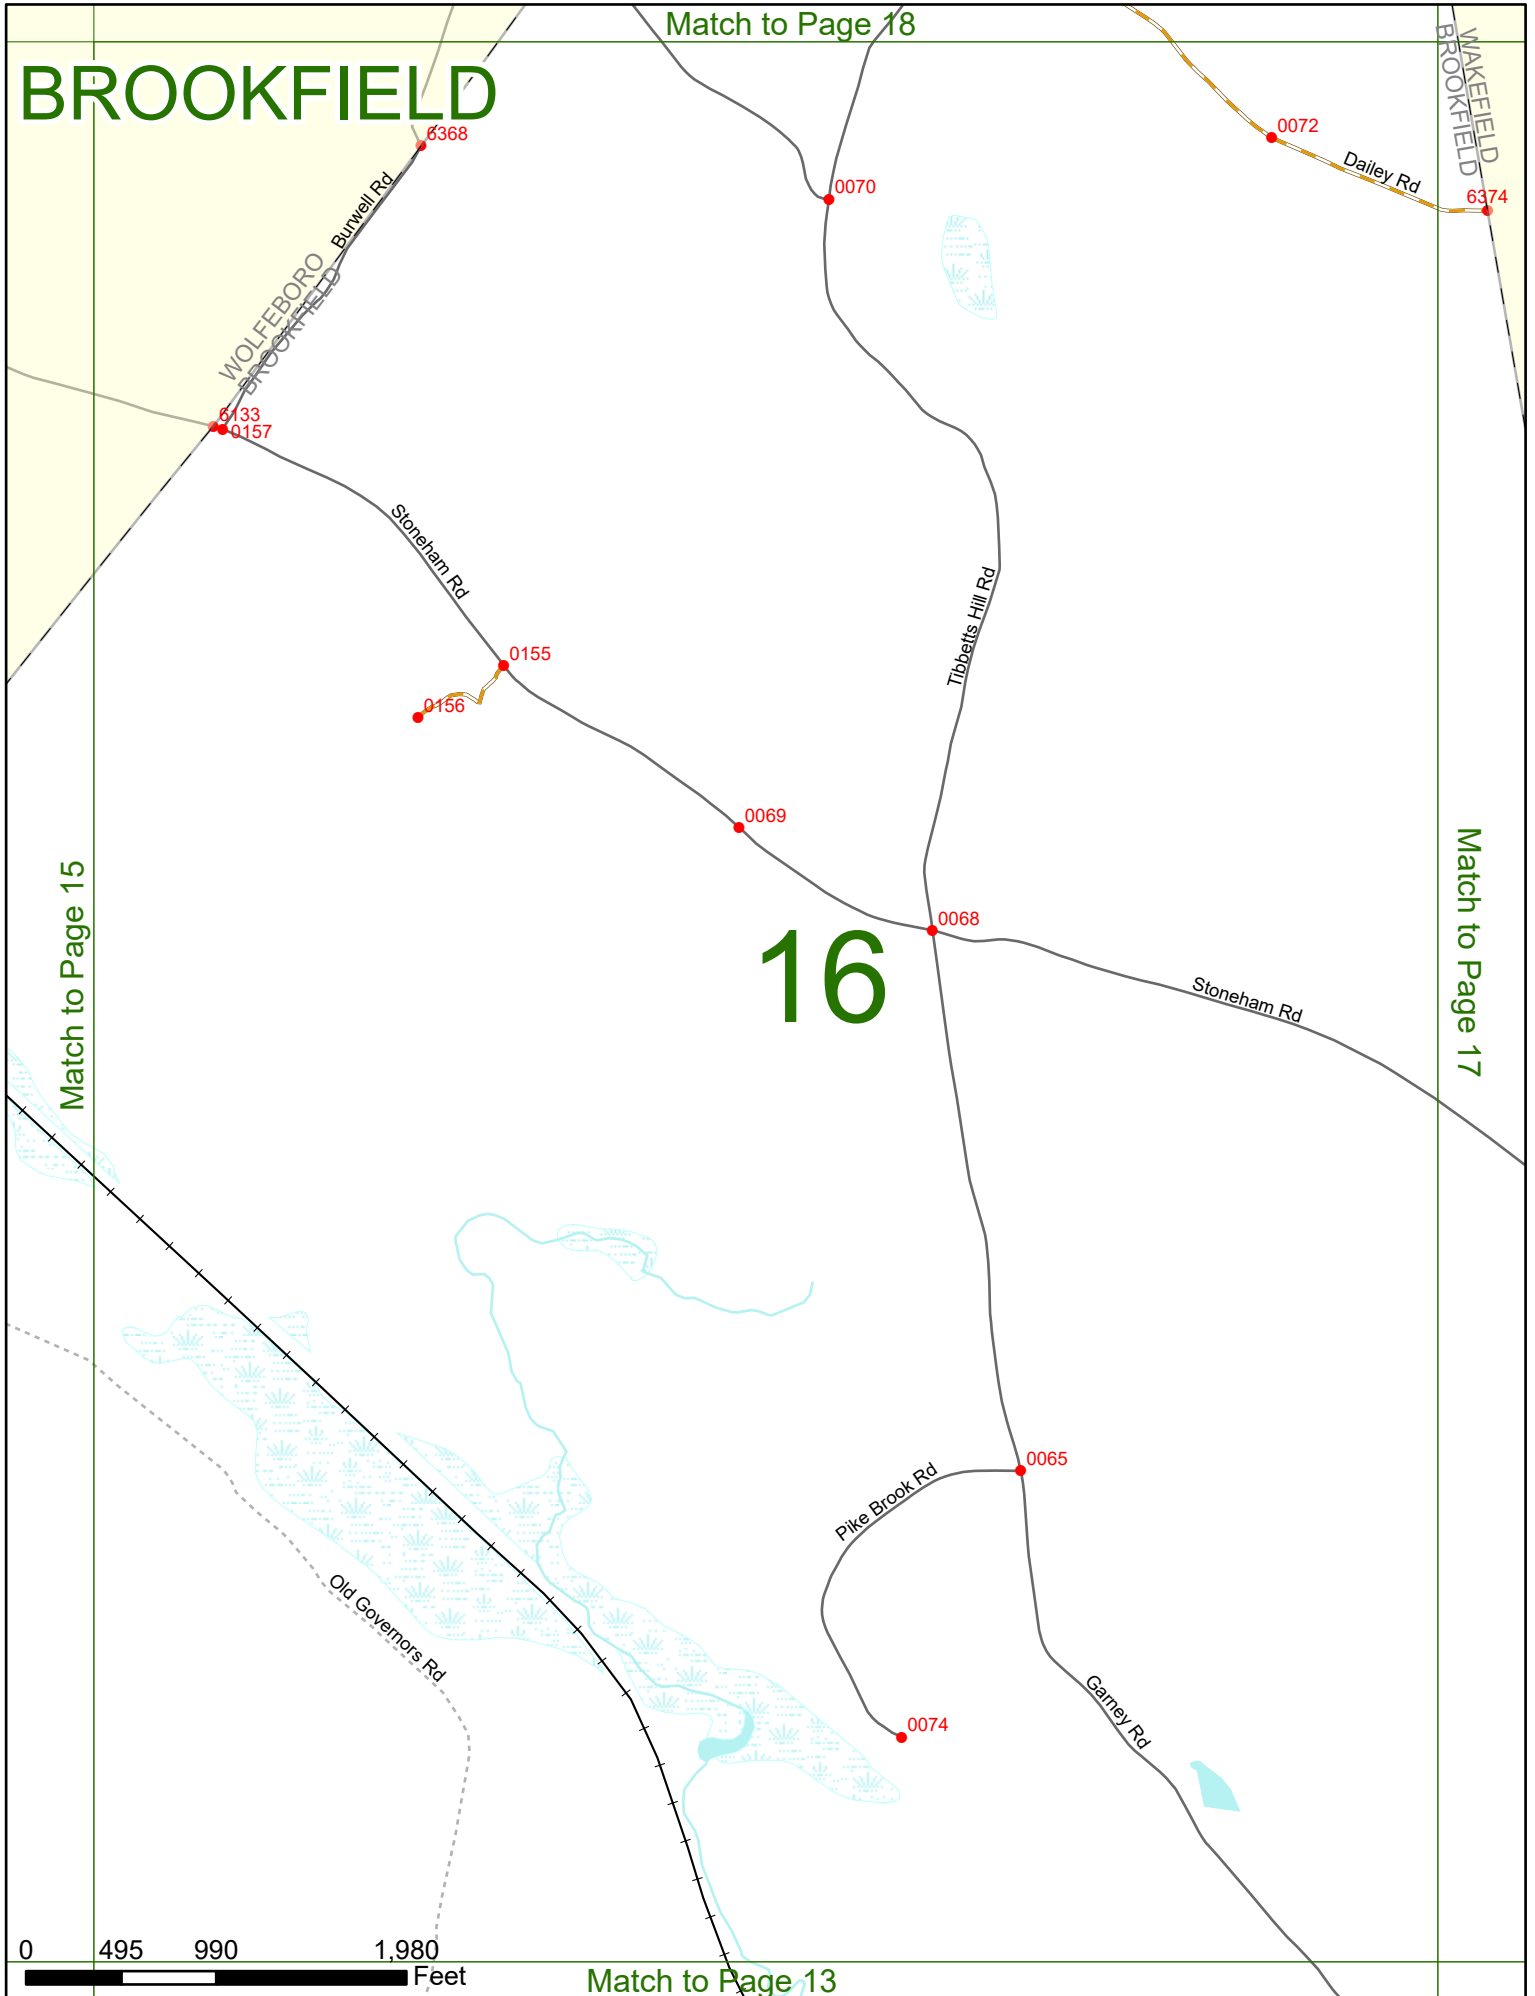 Match to Page 18
BROOKFIELD
WAKEFIELD
BROOKFIELD
6368
0072
Dailey Rd
6374
Burwell Rd
0070
WOLFEBORO
BROOKFIELD
6133
0157
Stoneham Rd
Tibbetts Hill Rd
0155
0156
0069
Match to Page 15
Match to Page 17
0068
16
Stoneham Rd
0065
Pike Brook Rd
Old Governors Rd
Garney Rd
0074
0 495 990 1,980
Feet
Match to Page 13